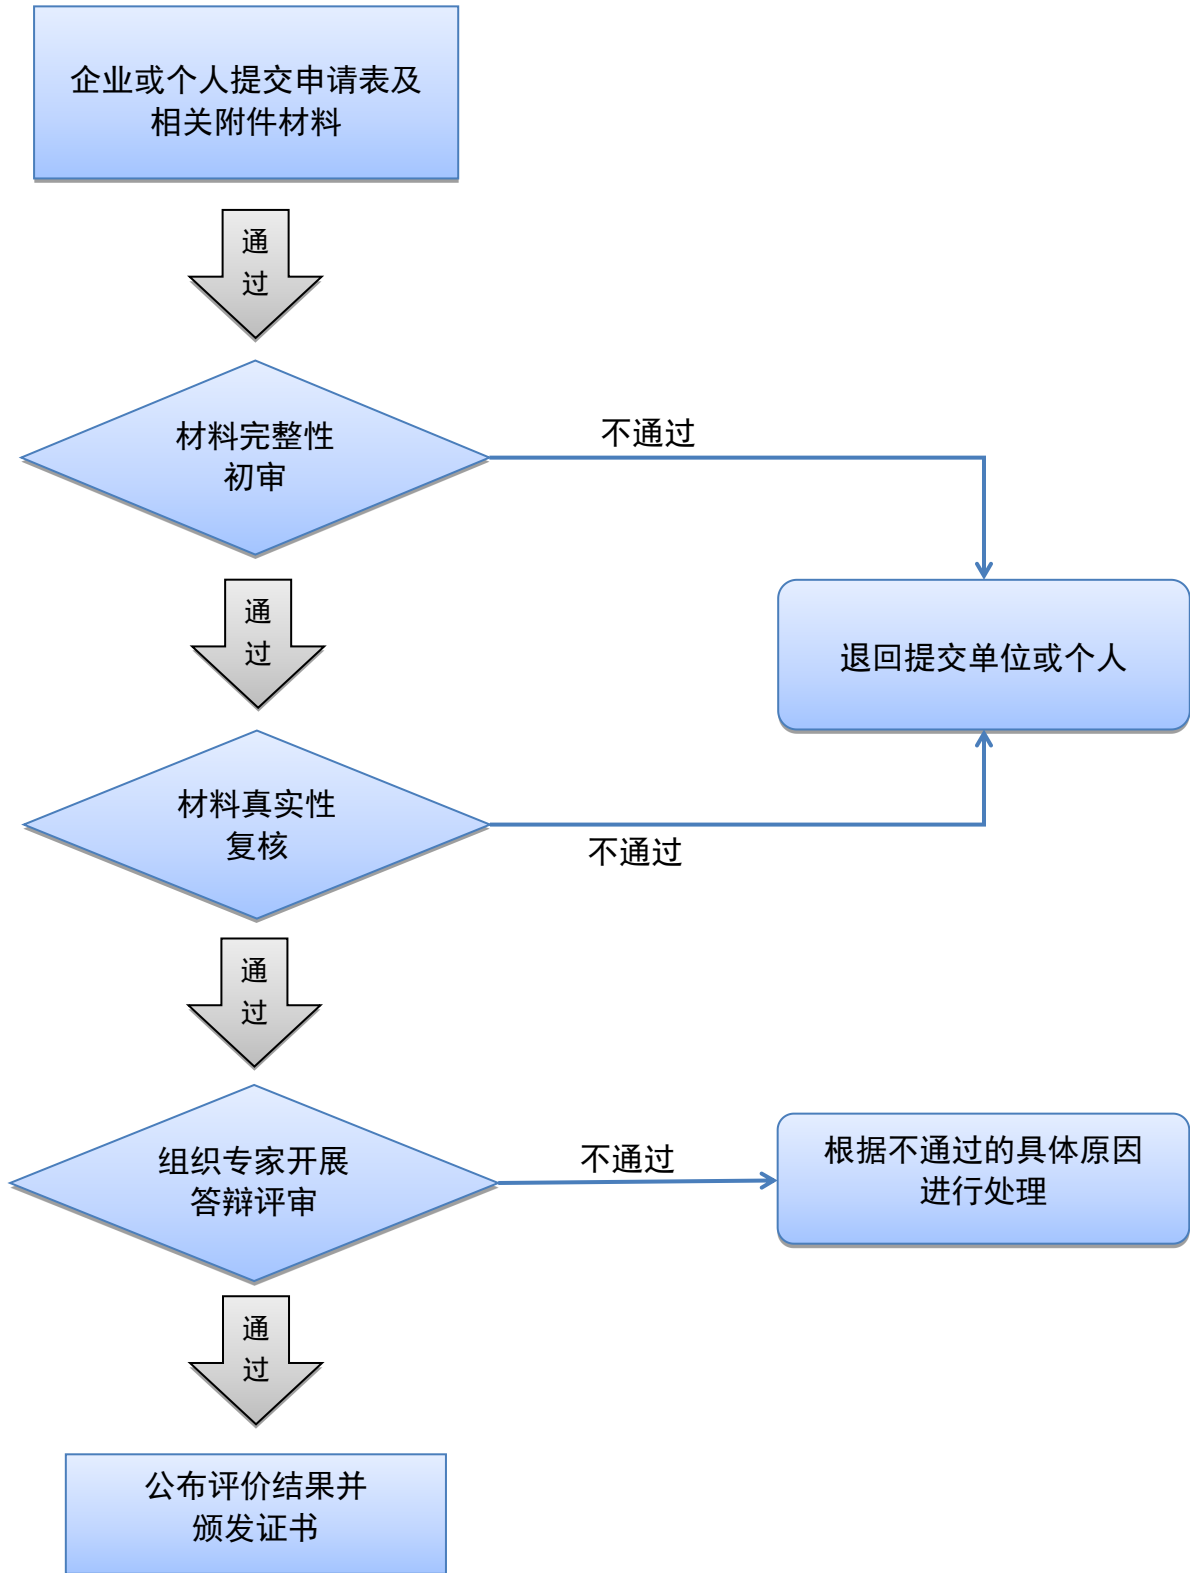 企业或个人提交申请表及
相关附件材料
通
过
材料完整性
初审
不通过
通
过
退回提交单位或个人
材料真实性
复核
不通过
通
过
组织专家开展
答辩评审
不通过
根据不通过的具体原因
进行处理
通
过
公布评价结果并
颁发证书